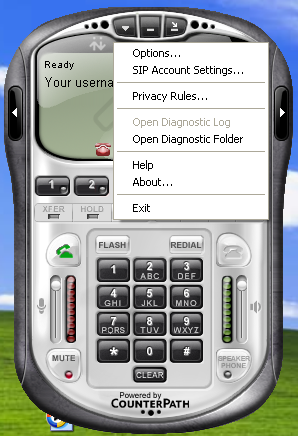 Ready
Your userna
Options...
SIP Account Settings...
Privacy Rules...
Open Diagnostic Log
Open Diagnostic Folder
Help
About...
Exit
1 2
XFER HOLD
FLASH REDIAL
1 2 ABC 3 DEF
4 GHI 5 JKL 6 MNO
7 PQRS 8 TUV 9 WXYZ
* 0 #
MUTE
SPEAKER
PHONE
CLEAR
Powered by
COUNTERPATH